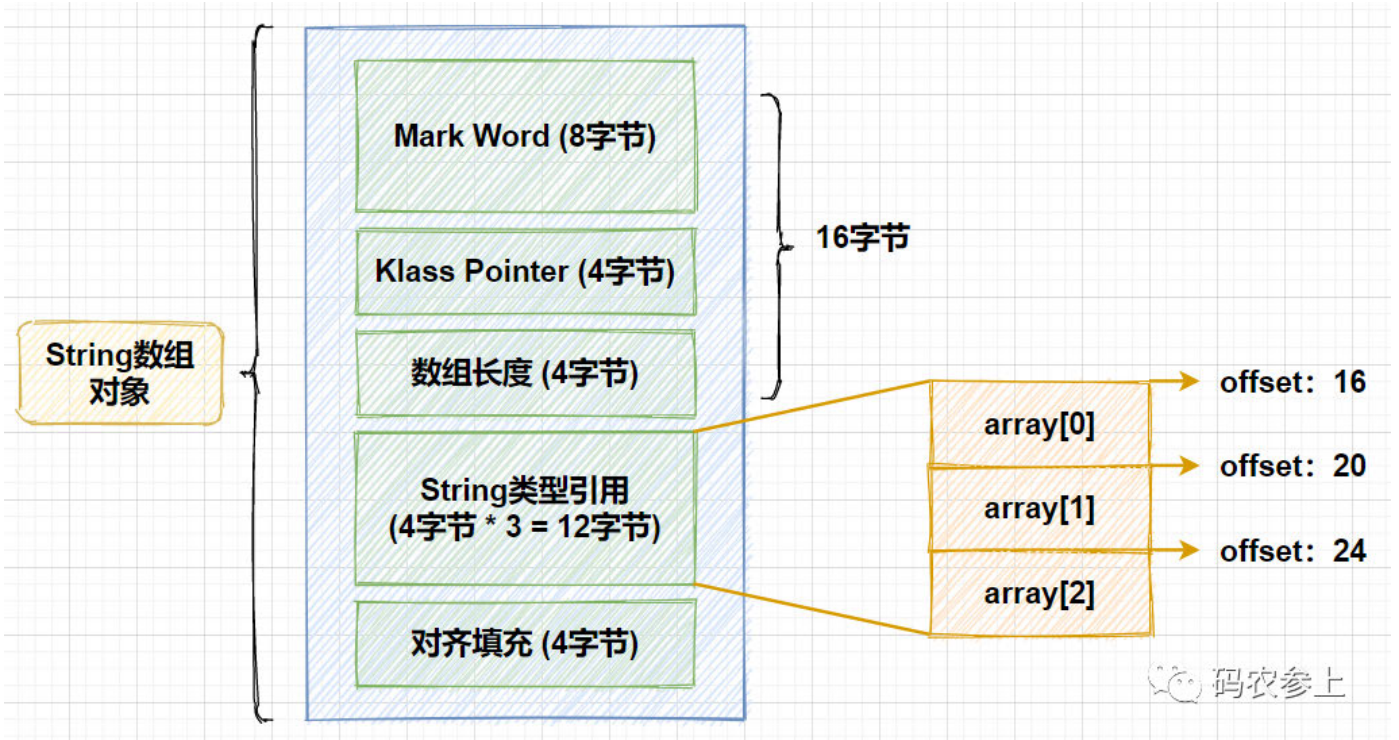 Mark Word (8字节)
16字节
Klass Pointer (4字节)
String数组
对象
数组长度 (4字节)
String类型引用
(4字节 * 3 = 12字节)
对齐填充 (4字节)
array[0]
array[1]
array[2]
offset：16
offset：20
offset：24
码农参上